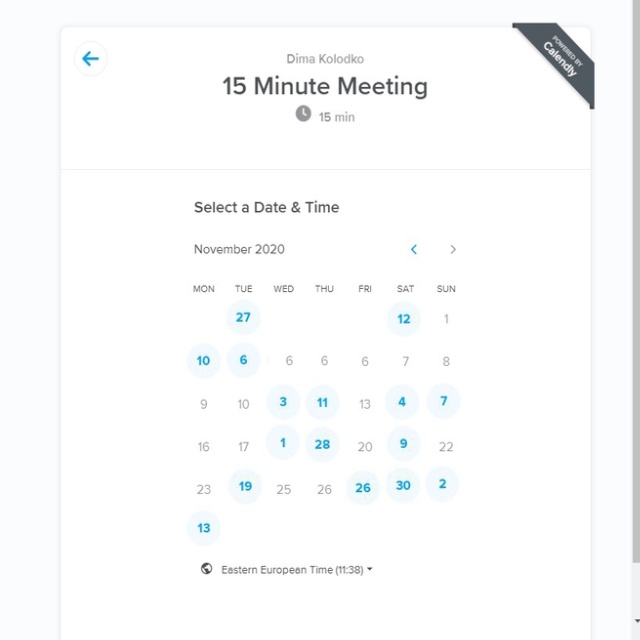 POWERED BY
Calendly
Dima Kolodko
15 Minute Meeting
15 min
Select a Date & Time
November 2020
MON TUE WED THU FRI SAT SUN
27 12 1
10 6 6 6 6 7 8
9 10 3 11 13 4 7
16 17 1 28 20 9 22
23 19 25 26 26 30 2
13
Eastern European Time (11:38)